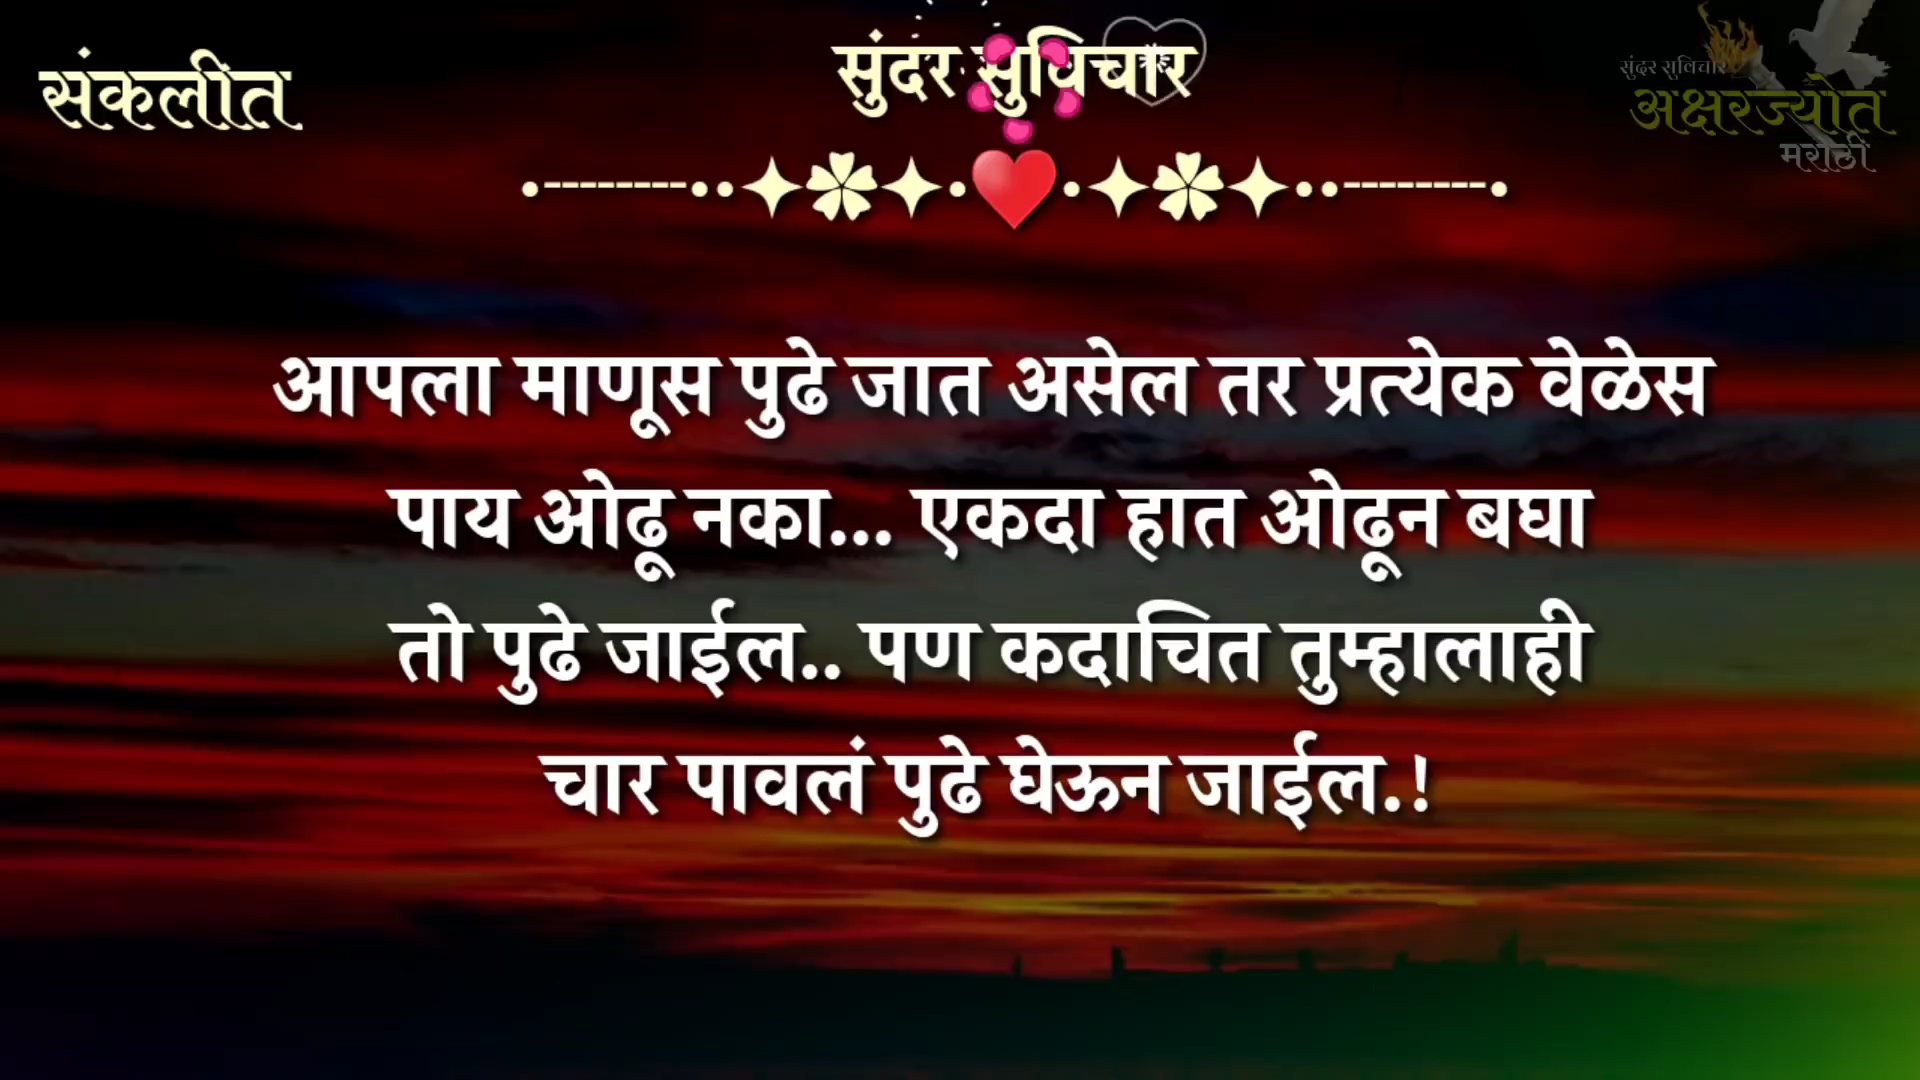 संकलीत
सुंदर सुविचार
सुंदर सुविचार
अक्षरज्योत
मराठी
आपला माणूस पुढे जात असेल तर प्रत्येक वेळेस
पाय ओढू नका... एकदा हात ओढून बघा
तो पुढे जाईल.. पण कदाचित तुम्हालाही
चार पावलं पुढे घेऊन जाईल.!